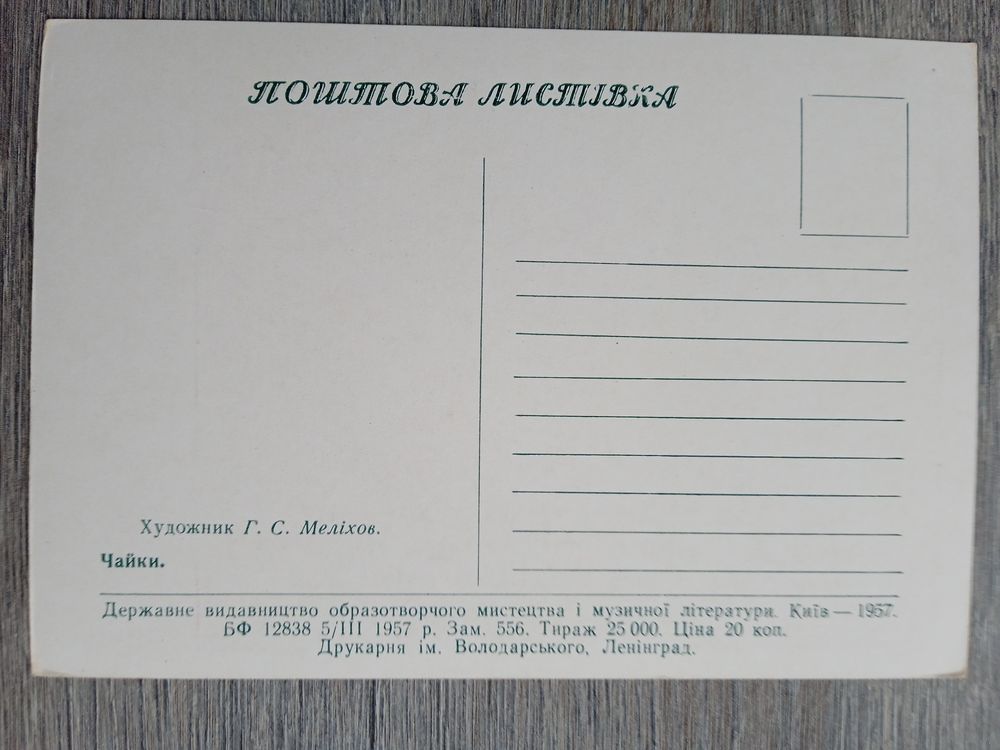 ПОШТОВА ЛИСТІВКА
Художник Г. С. Меліхов.
Чайки.
Державне видавництво образотворчого мистецтва і музичної літератури. Київ — 1957.
БФ 12838 5/III 1957 р. Зам. 556. Тираж 25 000. Ціна 20 коп.
Друкарня ім. Володарського, Ленінград.